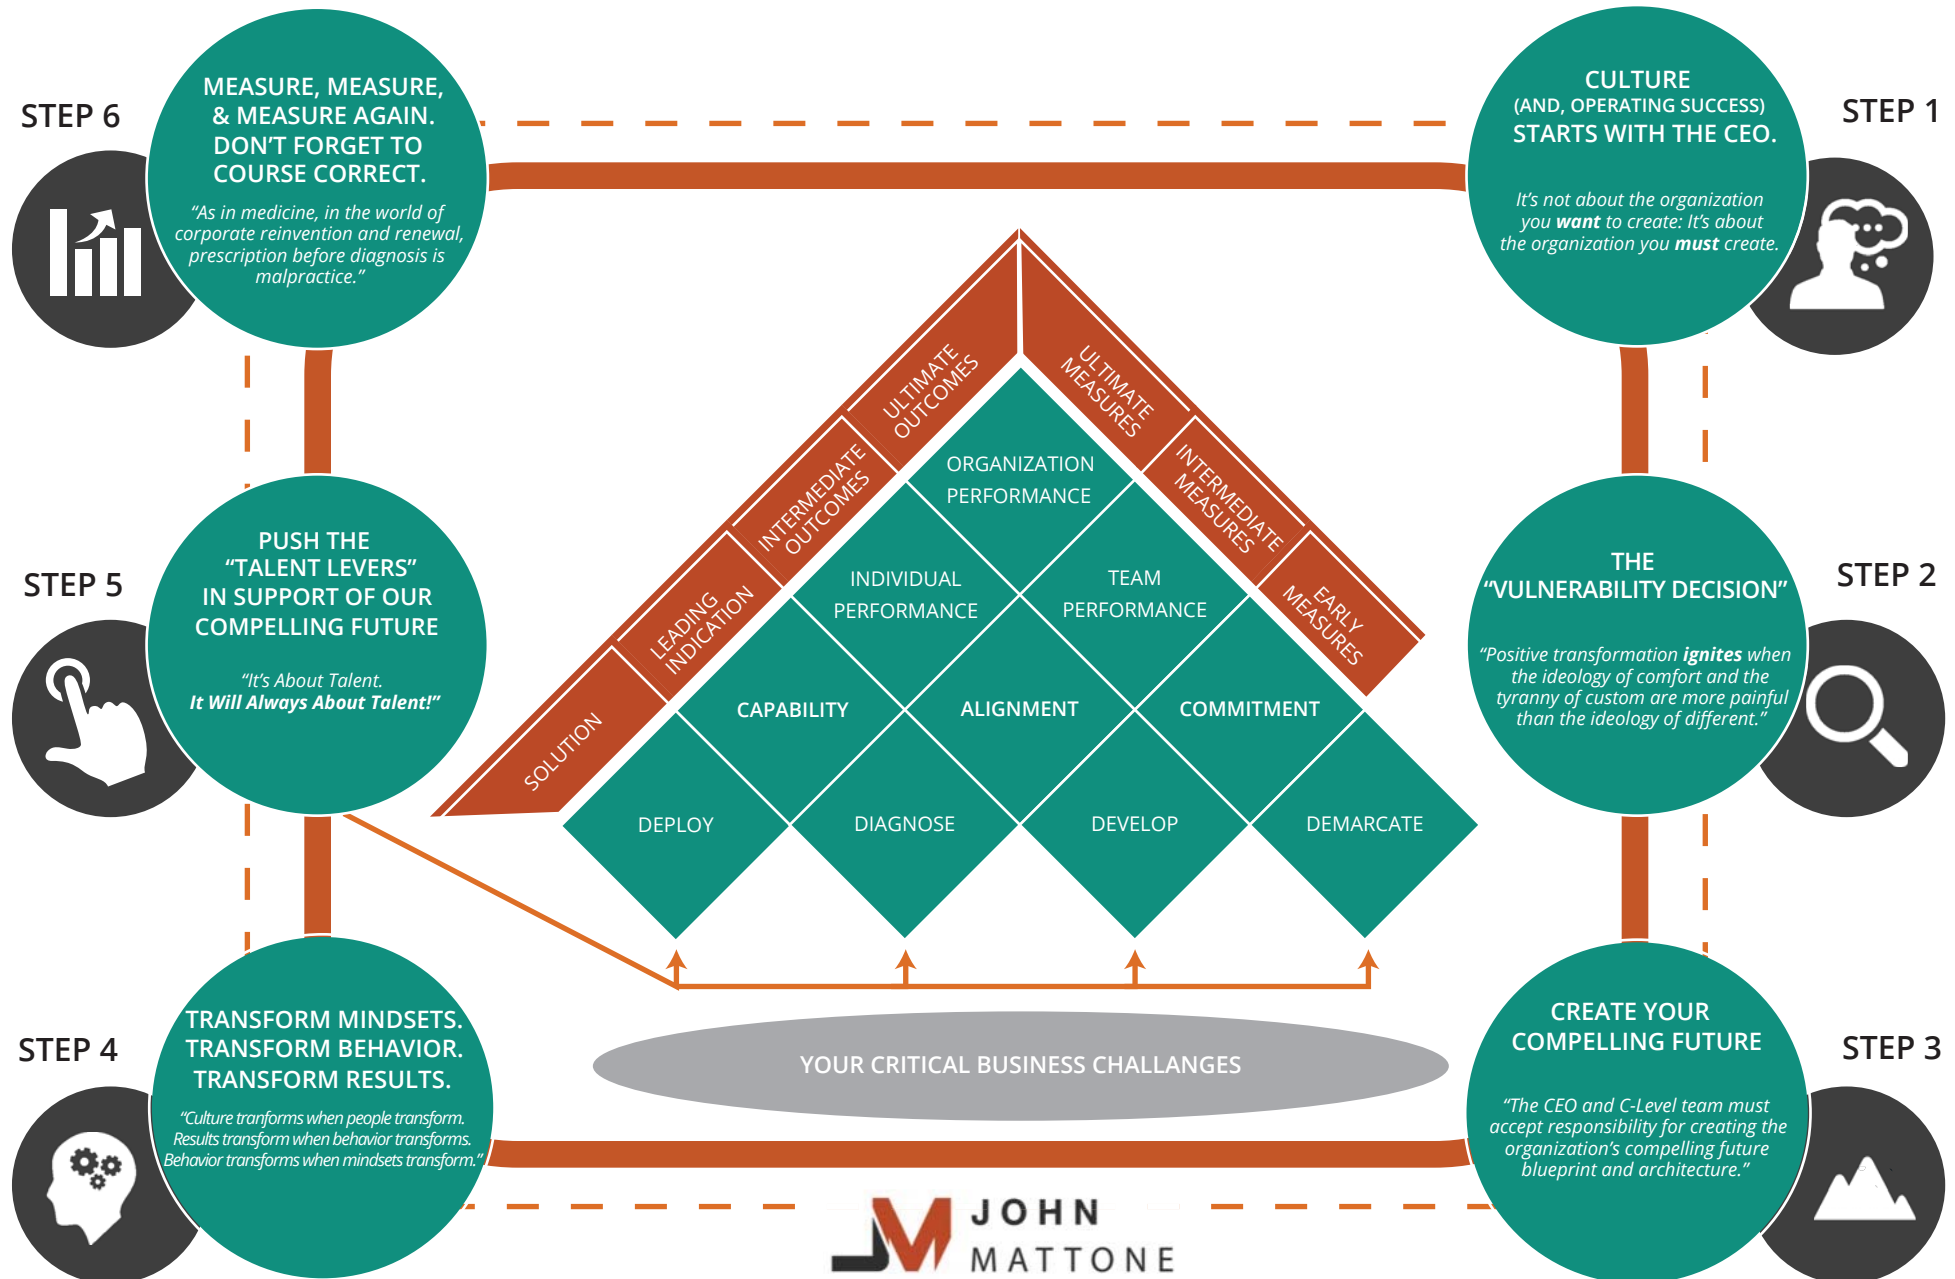 STEP 6
MEASURE, MEASURE,
& MEASURE AGAIN.
DON'T FORGET TO
COURSE CORRECT.
“As in medicine, in the world of
corporate reinvention and renewal,
prescription before diagnosis is
malpractice.”
CULTURE
(AND, OPERATING SUCCESS)
STARTS WITH THE CEO.
It's not about the organization
you want to create: It's about
the organization you must create.
STEP 1
ULTIMATE
OUTCOMES
INTERMEDIATE
OUTCOMES
LEADING
INDICATION
SOLUTION
ULTIMATE
MEASURES
INTERMEDIATE
MEASURES
EARLY
MEASURES
ORGANIZATION
PERFORMANCE
INDIVIDUAL
PERFORMANCE
TEAM
PERFORMANCE
CAPABILITY
ALIGNMENT
COMMITMENT
DEPLOY
DIAGNOSE
DEVELOP
DEMARCATE
STEP 5
PUSH THE
“TALENT LEVERS”
IN SUPPORT OF OUR
COMPELLING FUTURE
“It's About Talent.
It Will Always About Talent!”
THE
“VULNERABILITY DECISION”
“Positive transformation ignites when
the ideology of comfort and the
tyranny of custom are more painful
than the ideology of different.”
STEP 2
STEP 4
TRANSFORM MINDSETS.
TRANSFORM BEHAVIOR.
TRANSFORM RESULTS.
“Culture tranforms when people transform.
Results transform when behavior transforms.
Behavior transforms when mindsets transform.”
YOUR CRITICAL BUSINESS CHALLANGES
CREATE YOUR
COMPELLING FUTURE
“The CEO and C-Level team must
accept responsibility for creating the
organization's compelling future
blueprint and architecture.”
STEP 3
JM
JOHN
MATTONE